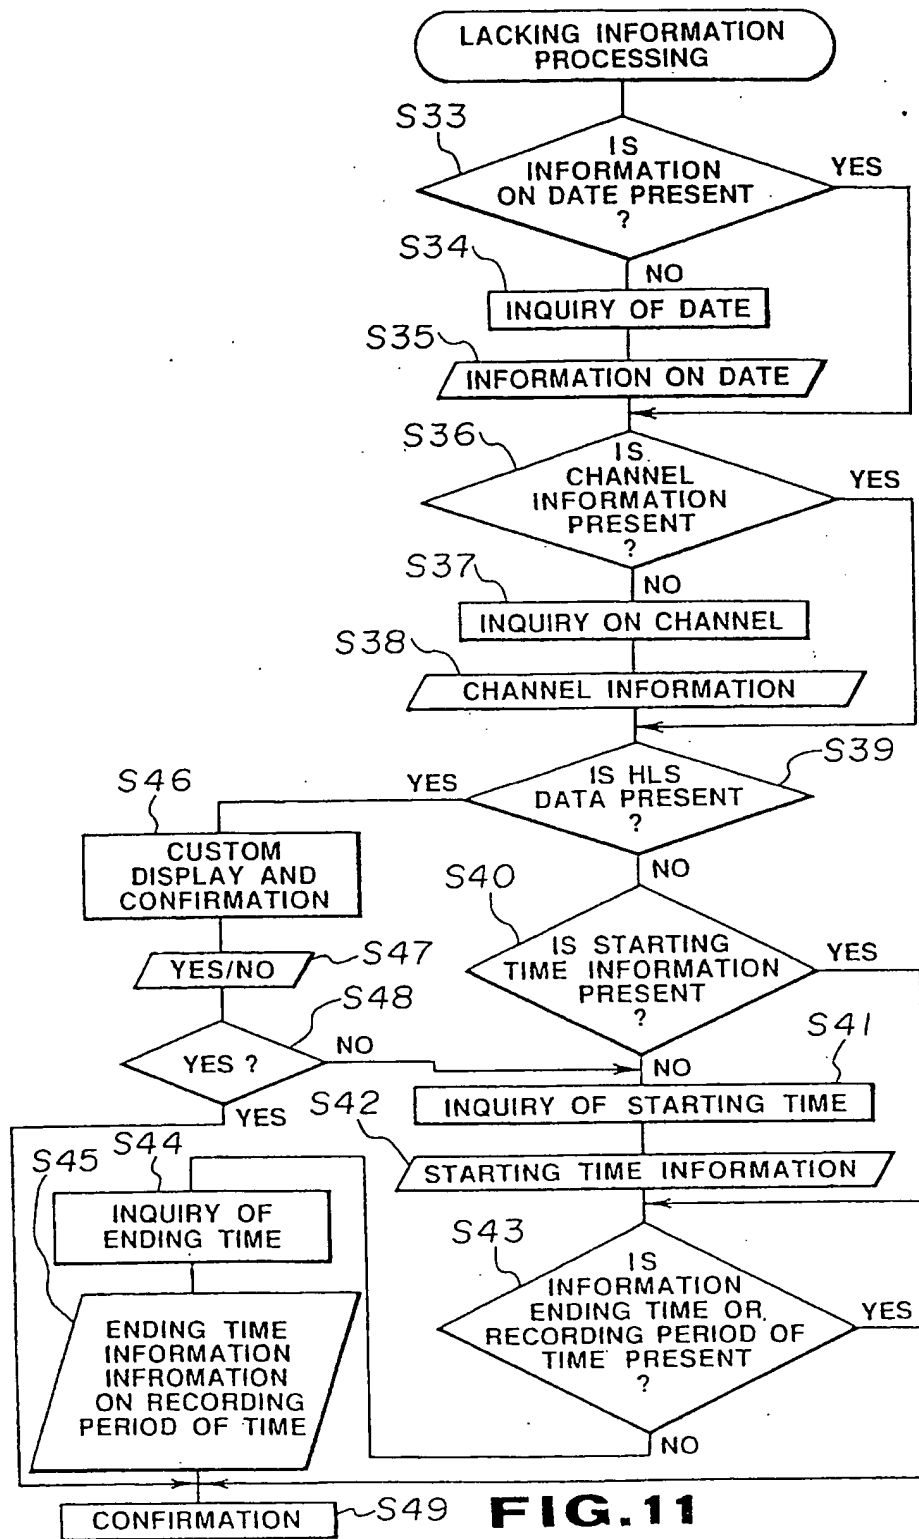 LACKING INFORMATION
PROCESSING
S33
IS
INFORMATION
ON DATE PRESENT
?
YES
S34
NO
INQUIRY OF DATE
S35
INFORMATION ON DATE
S36
IS
CHANNEL
INFORMATION
PRESENT
?
YES
S37
NO
INQUIRY ON CHANNEL
S38
CHANNEL INFORMATION
S39
IS HLS
DATA PRESENT
?
YES
NO
S46
CUSTOM
DISPLAY AND
CONFIRMATION
S47
YES/NO
S48
YES ?
NO
YES
S40
IS STARTING
TIME INFORMATION
PRESENT
?
YES
NO
S41
INQUIRY OF STARTING TIME
S42
STARTING TIME INFORMATION
S43
IS
INFORMATION
ENDING TIME OR
RECORDING PERIOD OF
TIME PRESENT
?
YES
NO
S44
INQUIRY OF
ENDING TIME
S45
ENDING TIME
INFORMATION
INFROMATION
ON RECORDING
PERIOD OF TIME
CONFIRMATION
S49
FIG.11